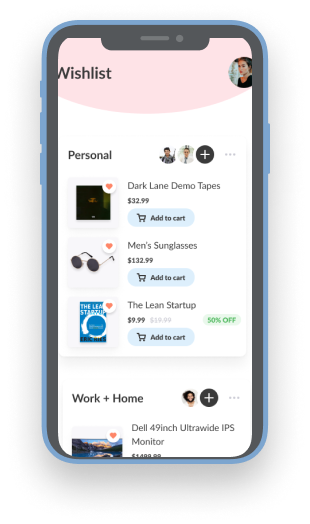 Wishlist
Personal
Dark Lane Demo Tapes
$32.99
Add to cart
Men's Sunglasses
$132.99
Add to cart
THE LEAN
STARTUP
The Lean Startup
$9.99 $19.99
50% OFF
Add to cart
Work + Home
Dell 49inch Ultrawide IPS
Monitor
$1499.99